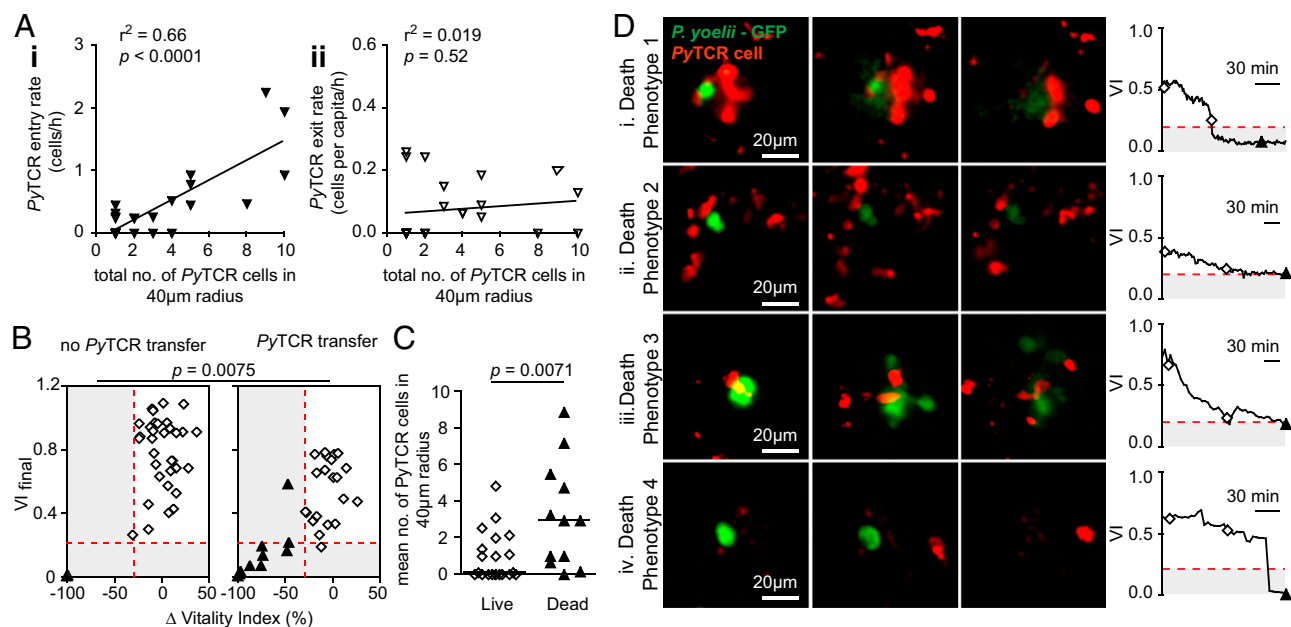 A
i
r² = 0.66
p < 0.0001
PyTCR entry rate
(cells/h)
3
2
1
0
0 2 4 6 8 10
total no. of PyTCR cells in
40µm radius
ii
r² = 0.019
p = 0.52
PyTCR exit rate
(cells per capita/h)
0.6
0.4
0.2
0.0
0 2 4 6 8 10
total no. of PyTCR cells in
40µm radius
B
no PyTCR transfer
PyTCR transfer
p = 0.0075
VI final
1.2
0.8
0.4
0
-100 -50 0 50
-100 -50 0 50
Δ Vitality Index (%)
C
p = 0.0071
mean no. of PyTCR cells in
40µm radius
10
8
6
4
2
0
Live Dead
D
P. yoelii - GFP
PyTCR cell
i. Death
Phenotype 1
20µm
VI
1.0
0.5
0.0
30 min
ii. Death
Phenotype 2
20µm
VI
1.0
0.5
0.0
30 min
iii.Death
Phenotype 3
20µm
VI
1.0
0.5
0.0
30 min
iv. Death
Phenotype 4
20µm
VI
1.0
0.5
0.0
30 min